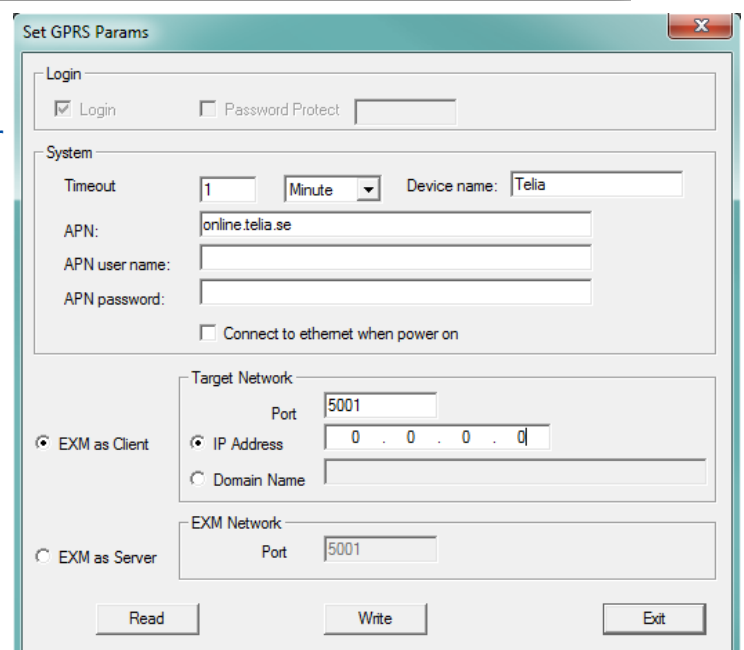 Set GPRS Params
x
Login
Login Password Protect
System
Timeout 1 Minute Device name: Telia
APN: online.telia.se
APN user name:
APN password:
Connect to ethernet when power on
Target Network
Port 5001
EXM as Client IP Address 0 . 0 . 0 . 0
Domain Name
EXM Network
EXM as Server Port 5001
Read Write Exit